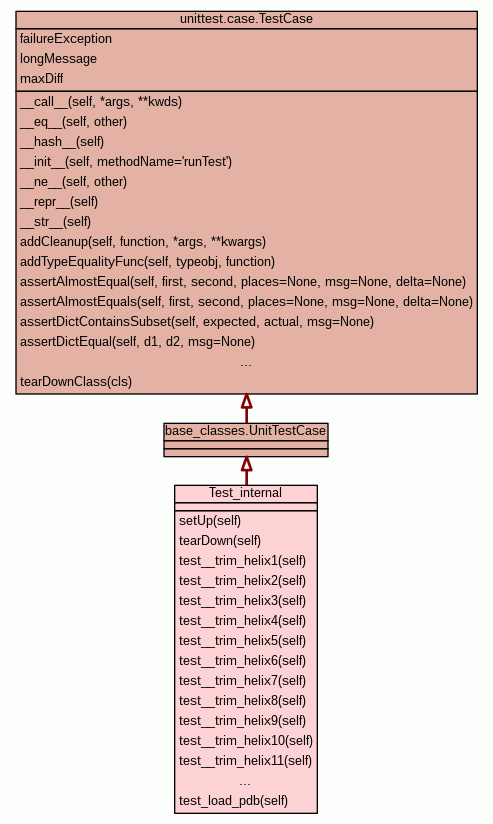 unittest.case.TestCase
failureException
longMessage
maxDiff
__call__(self, *args, **kwds)
__eq__(self, other)
__hash__(self)
__init__(self, methodName='runTest')
__ne__(self, other)
__repr__(self)
__str__(self)
addCleanup(self, function, *args, **kwargs)
addTypeEqualityFunc(self, typeobj, function)
assertAlmostEqual(self, first, second, places=None, msg=None, delta=None)
assertAlmostEquals(self, first, second, places=None, msg=None, delta=None)
assertDictContainsSubset(self, expected, actual, msg=None)
assertDictEqual(self, d1, d2, msg=None)
...
tearDownClass(cls)
base_classes.UnitTestCase
Test_internal
setUp(self)
tearDown(self)
test__trim_helix1(self)
test__trim_helix2(self)
test__trim_helix3(self)
test__trim_helix4(self)
test__trim_helix5(self)
test__trim_helix6(self)
test__trim_helix7(self)
test__trim_helix8(self)
test__trim_helix9(self)
test__trim_helix10(self)
test__trim_helix11(self)
...
test_load_pdb(self)